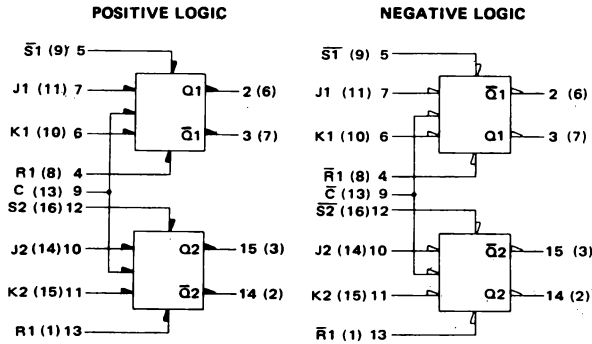 POSITIVE LOGIC
S̅1̅ (9) 5
J1 (11) 7
K1 (10) 6
R1 (8) 4
C (13) 9
S2 (16) 12
J2 (14) 10
K2 (15) 11
R1 (1) 13
Q1
Q̅1
2 (6)
3 (7)
Q2
Q̅2
15 (3)
14 (2)
NEGATIVE LOGIC
S̅1̅ (9) 5
J1 (11) 7
K1 (10) 6
R̅1 (8) 4
C̅ (13) 9
S̅2̅ (16) 12
J2 (14) 10
K2 (15) 11
R̅1 (1) 13
Q̅1
Q1
2 (6)
3 (7)
Q̅2
Q2
15 (3)
14 (2)